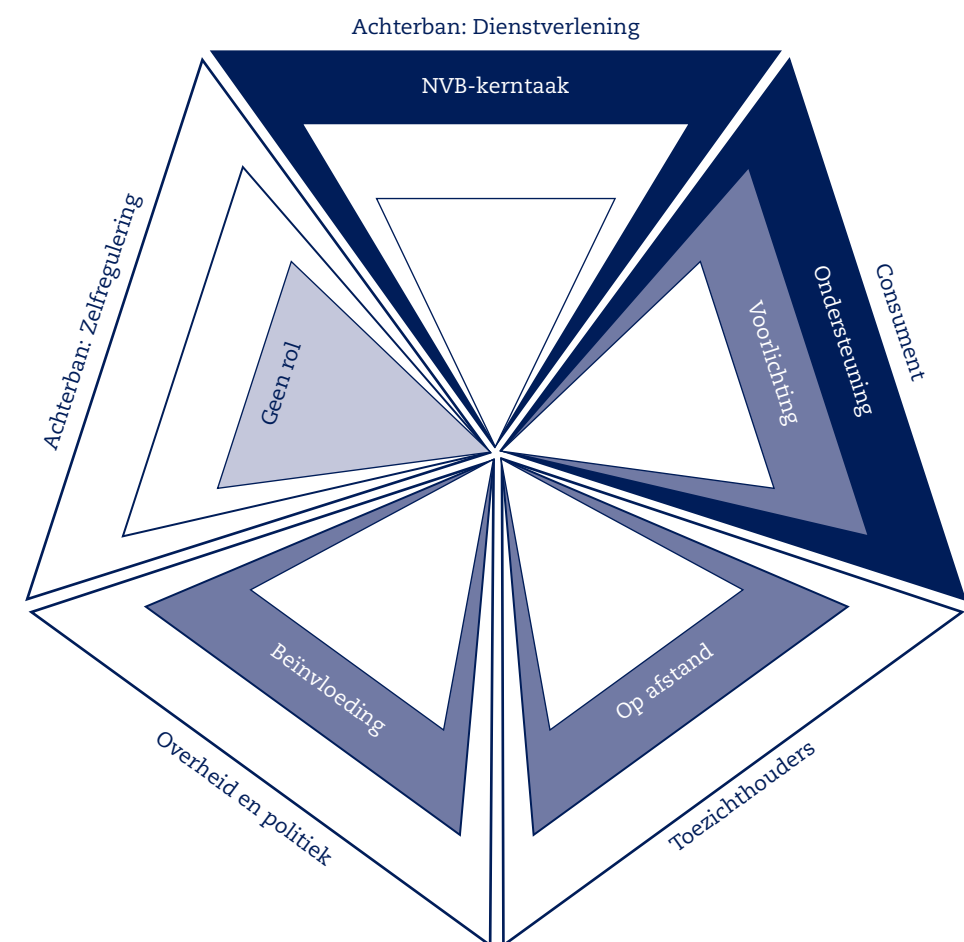 Achterban: Dienstverlening
NVB-kerntaak
Achterban: Zelfregulering
Geen rol
Consument
Ondersteuning
Voorlichting
Beïnvloeding
Op afstand
Overheid en politiek
Toezichthouders